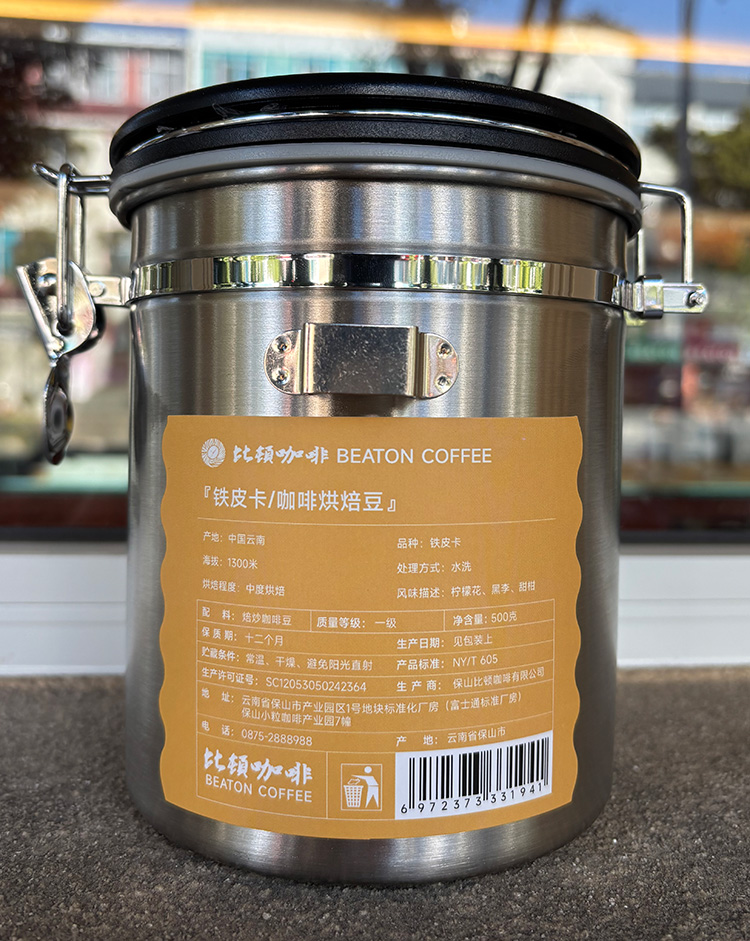 比顿咖啡 BEATON COFFEE
『铁皮卡/咖啡烘焙豆』
产地：中国云南
品种：铁皮卡
海拔：1300米
处理方式：水洗
烘焙程度：中度烘焙
风味描述：柠檬花、黑李、甜柑
配 料：焙炒咖啡豆 质量等级：一级 净含量：500克
保质期：十二个月 生产日期：见包装上
贮藏条件：常温、干燥、避免阳光直射 产品标准：NY/T 605
生产许可证号：SC12053050242364 生产商：保山比顿咖啡有限公司
地 址：云南省保山市产业园区1号地块标准化厂房（富士通标准厂房）
保山小粒咖啡产业园7幢
电 话：0875-2888988 产 地：云南省保山市
比顿咖啡
BEATON COFFEE
6 972373 331941